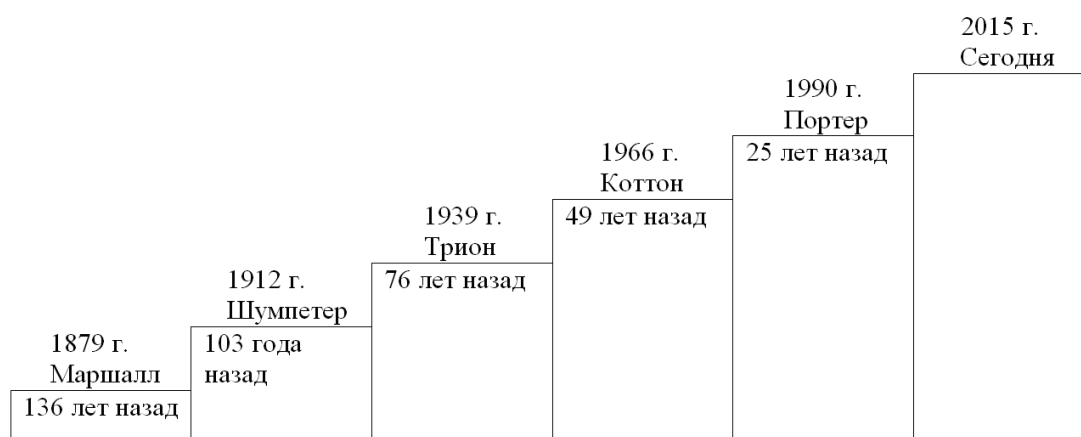 1879 г.
Маршалл
136 лет назад
1912 г.
Шумпетер
103 года
назад
1939 г.
Трион
76 лет назад
1966 г.
Коттон
49 лет назад
1990 г.
Портер
25 лет назад
2015 г.
Сегодня